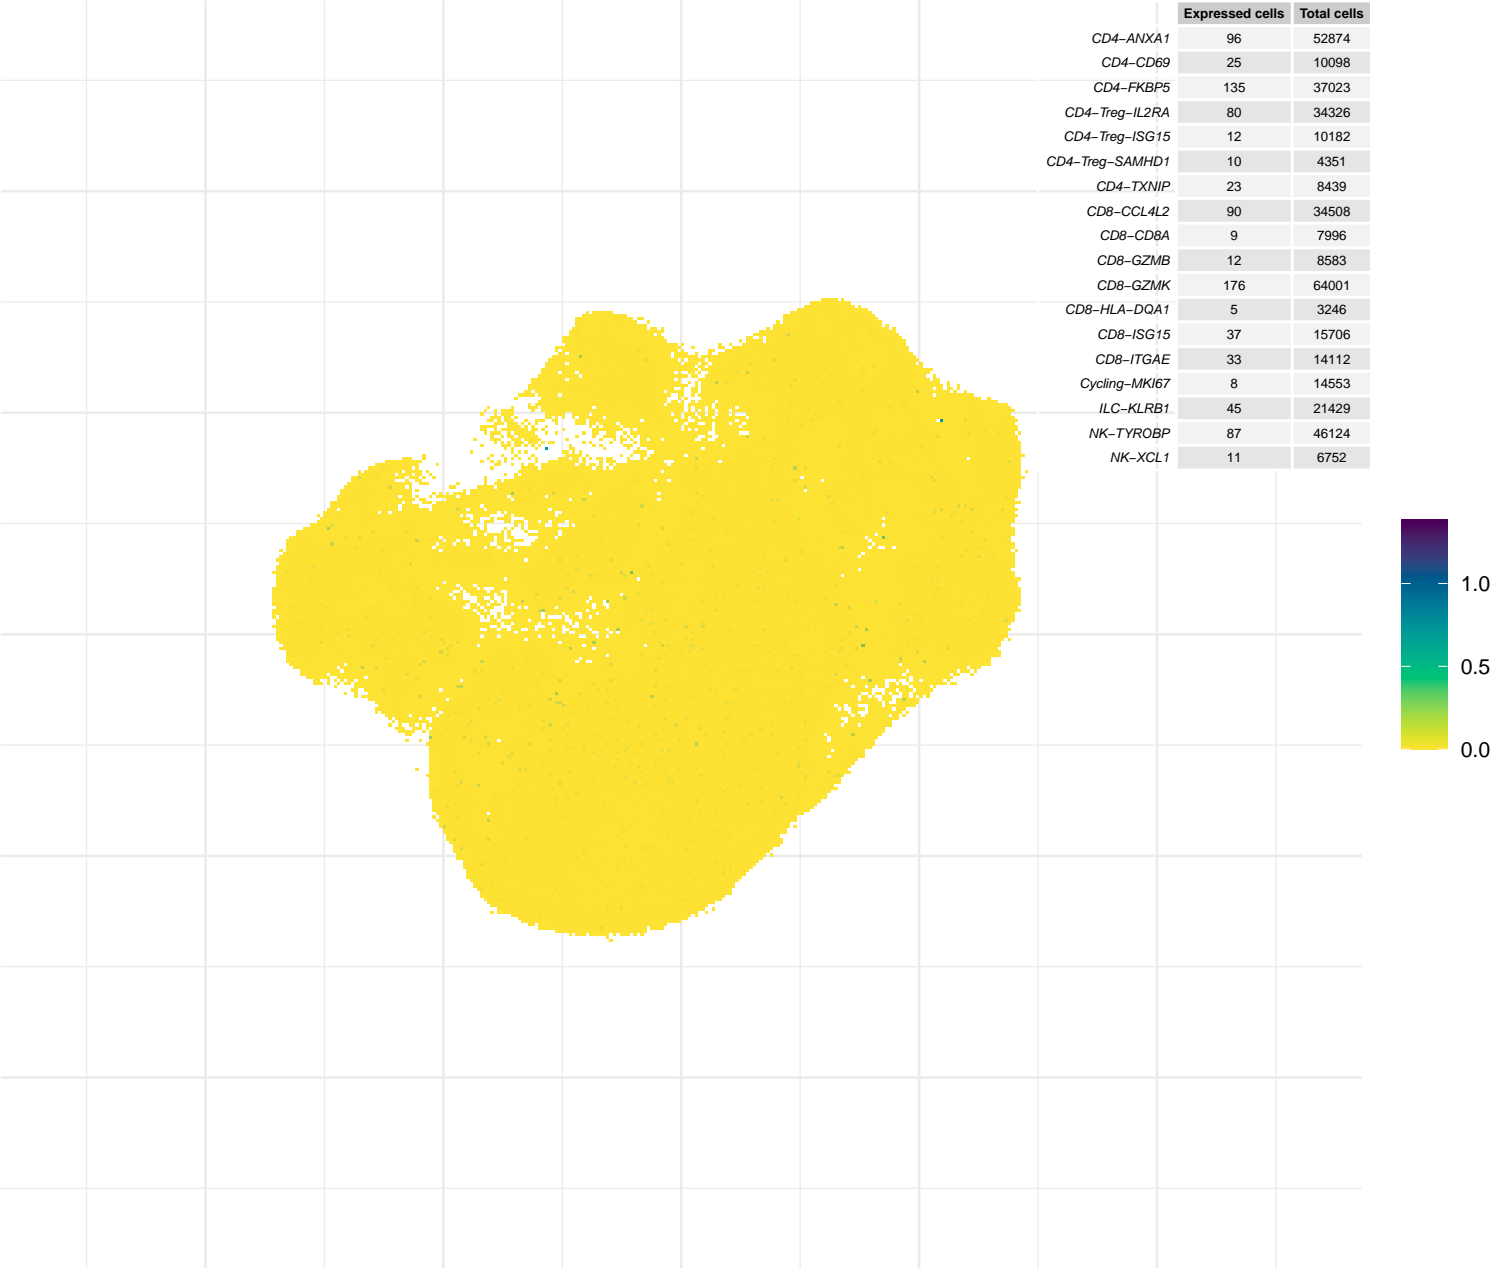 Expressed cells Total cells
CD4−ANXA1 96 52874
CD4−CD69 25 10098
CD4−FKBP5 135 37023
CD4−Treg−IL2RA 80 34326
CD4−Treg−ISG15 12 10182
CD4−Treg−SAMHD1 10 4351
CD4−TXNIP 23 8439
CD8−CCL4L2 90 34508
CD8−CD8A 9 7996
CD8−GZMB 12 8583
CD8−GZMK 176 64001
CD8−HLA−DQA1 5 3246
CD8−ISG15 37 15706
CD8−ITGAE 33 14112
Cycling−MKI67 8 14553
ILC−KLRB1 45 21429
NK−TYROBP 87 46124
NK−XCL1 11 6752
1.0
0.5
0.0